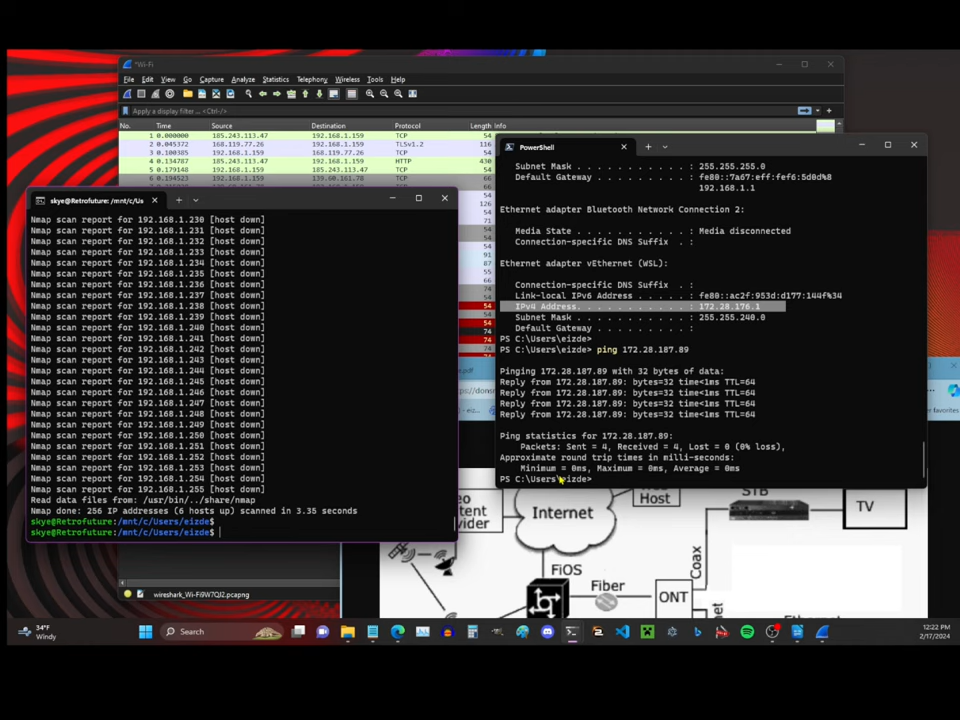 *Wi-Fi
File Edit View Go Capture Analyze Statistics Telephony Wireless Tools Help
Apply a display filter ... <Ctrl-/>
No. Time Source Destination Protocol Length Info
1 0.000000 185.243.113.47 192.168.1.159 TCP 54
2 0.045372 168.119.77.26 192.168.1.159 TLSv1.2 116
3 0.100385 192.168.1.159 168.119.77.26 TCP 54
4 0.134787 192.168.1.159 185.243.113.47 HTTP 430
5 0.179148 185.243.113.47 192.168.1.159 TCP 54
6 0.194523 192.168.1.159 139.60.161.78 TCP 66
PowerShell
Subnet Mask . . . . . . . . . . . : 255.255.255.0
Default Gateway . . . . . . . . . : fe80::7a67:eff:fef6:5d0d%8
192.168.1.1
Ethernet adapter Bluetooth Network Connection 2:
Media State . . . . . . . . . . . : Media disconnected
Connection-specific DNS Suffix . :
Ethernet adapter vEthernet (WSL):
Connection-specific DNS Suffix . :
Link-local IPv6 Address . . . . . : fe80::ac2f:953d:d177:144f%34
IPv4 Address. . . . . . . . . . . : 172.28.176.1
Subnet Mask . . . . . . . . . . . : 255.255.240.0
Default Gateway . . . . . . . . . :
PS C:\Users\eizde>
PS C:\Users\eizde> ping 172.28.187.89
Pinging 172.28.187.89 with 32 bytes of data:
Reply from 172.28.187.89: bytes=32 time<1ms TTL=64
Reply from 172.28.187.89: bytes=32 time<1ms TTL=64
Reply from 172.28.187.89: bytes=32 time<1ms TTL=64
Reply from 172.28.187.89: bytes=32 time<1ms TTL=64
Ping statistics for 172.28.187.89:
Packets: Sent = 4, Received = 4, Lost = 0 (0% loss),
Approximate round trip times in milli-seconds:
Minimum = 0ms, Maximum = 0ms, Average = 0ms
PS C:\Users\eizde>
skye@Retrofuture: /mnt/c/Us
Nmap scan report for 192.168.1.230 [host down]
Nmap scan report for 192.168.1.231 [host down]
Nmap scan report for 192.168.1.232 [host down]
Nmap scan report for 192.168.1.233 [host down]
Nmap scan report for 192.168.1.234 [host down]
Nmap scan report for 192.168.1.235 [host down]
Nmap scan report for 192.168.1.236 [host down]
Nmap scan report for 192.168.1.237 [host down]
Nmap scan report for 192.168.1.238 [host down]
Nmap scan report for 192.168.1.239 [host down]
Nmap scan report for 192.168.1.240 [host down]
Nmap scan report for 192.168.1.241 [host down]
Nmap scan report for 192.168.1.242 [host down]
Nmap scan report for 192.168.1.243 [host down]
Nmap scan report for 192.168.1.244 [host down]
Nmap scan report for 192.168.1.245 [host down]
Nmap scan report for 192.168.1.246 [host down]
Nmap scan report for 192.168.1.247 [host down]
Nmap scan report for 192.168.1.248 [host down]
Nmap scan report for 192.168.1.249 [host down]
Nmap scan report for 192.168.1.250 [host down]
Nmap scan report for 192.168.1.251 [host down]
Nmap scan report for 192.168.1.252 [host down]
Nmap scan report for 192.168.1.253 [host down]
Nmap scan report for 192.168.1.254 [host down]
Nmap scan report for 192.168.1.255 [host down]
Read data files from: /usr/bin/../share/nmap
Nmap done: 256 IP addresses (6 hosts up) scanned in 3.35 seconds
skye@Retrofuture:/mnt/c/Users/eizde$
skye@Retrofuture:/mnt/c/Users/eizde$
Internet
Host
STB
TV
FiOS
Fiber
ONT
Coax
wireshark_Wi-FiI9W7QJ2.pcapng
34°F
Windy
Search
12:22 PM
2/17/2024